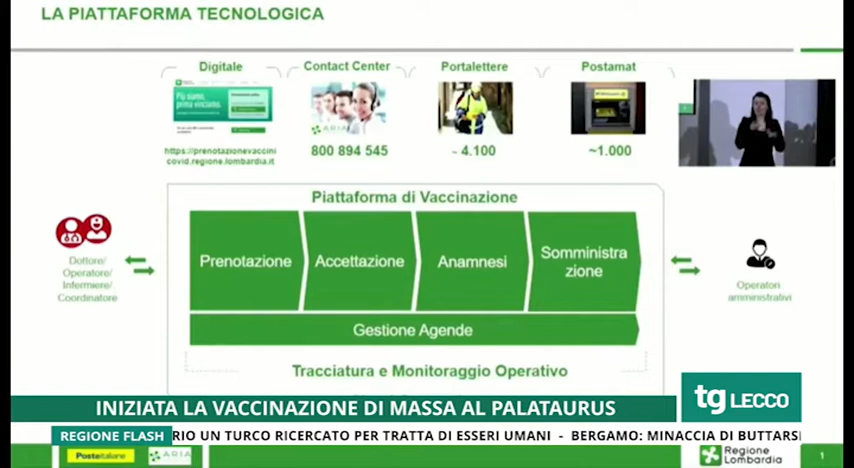 LA PIATTAFORMA TECNOLOGICA
Digitale
Contact Center
Portalettere
Postamat
Più siamo,
prima vinciamo.
ARIA
https://prenotazionevaccini
covid.regione.lombardia.it
800 894 545
~ 4.100
~1.000
Piattaforma di Vaccinazione
Dottore/
Operatore/
Infermiere/
Coordinatore
Prenotazione
Accettazione
Anamnesi
Somministra
zione
Operatori
amministrativi
Gestione Agende
Tracciatura e Monitoraggio Operativo
INIZIATA LA VACCINAZIONE DI MASSA AL PALATAURUS
tg LECCO
REGIONE FLASH
RIO UN TURCO RICERCATO PER TRATTA DI ESSERI UMANI - BERGAMO: MINACCIA DI BUTTARSI
Posteitaliane
ARIA
Regione
Lombardia
1